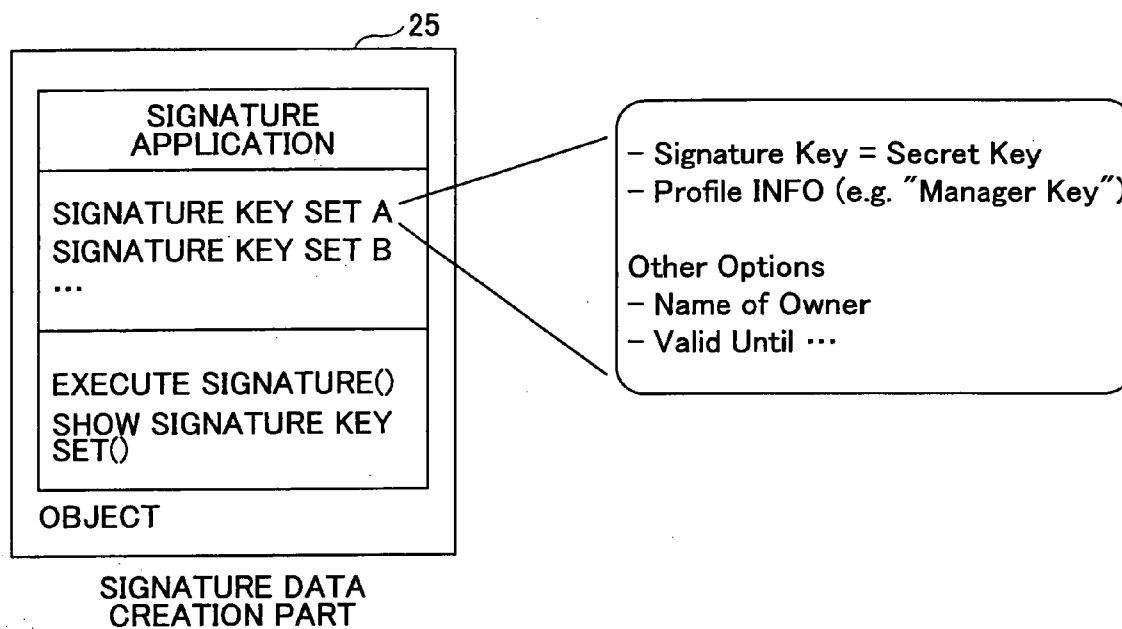 25
SIGNATURE
APPLICATION
SIGNATURE KEY SET A
SIGNATURE KEY SET B
...
EXECUTE SIGNATURE()
SHOW SIGNATURE KEY
SET()
OBJECT
SIGNATURE DATA
CREATION PART
– Signature Key = Secret Key
– Profile INFO (e.g. "Manager Key")
Other Options
– Name of Owner
– Valid Until ...